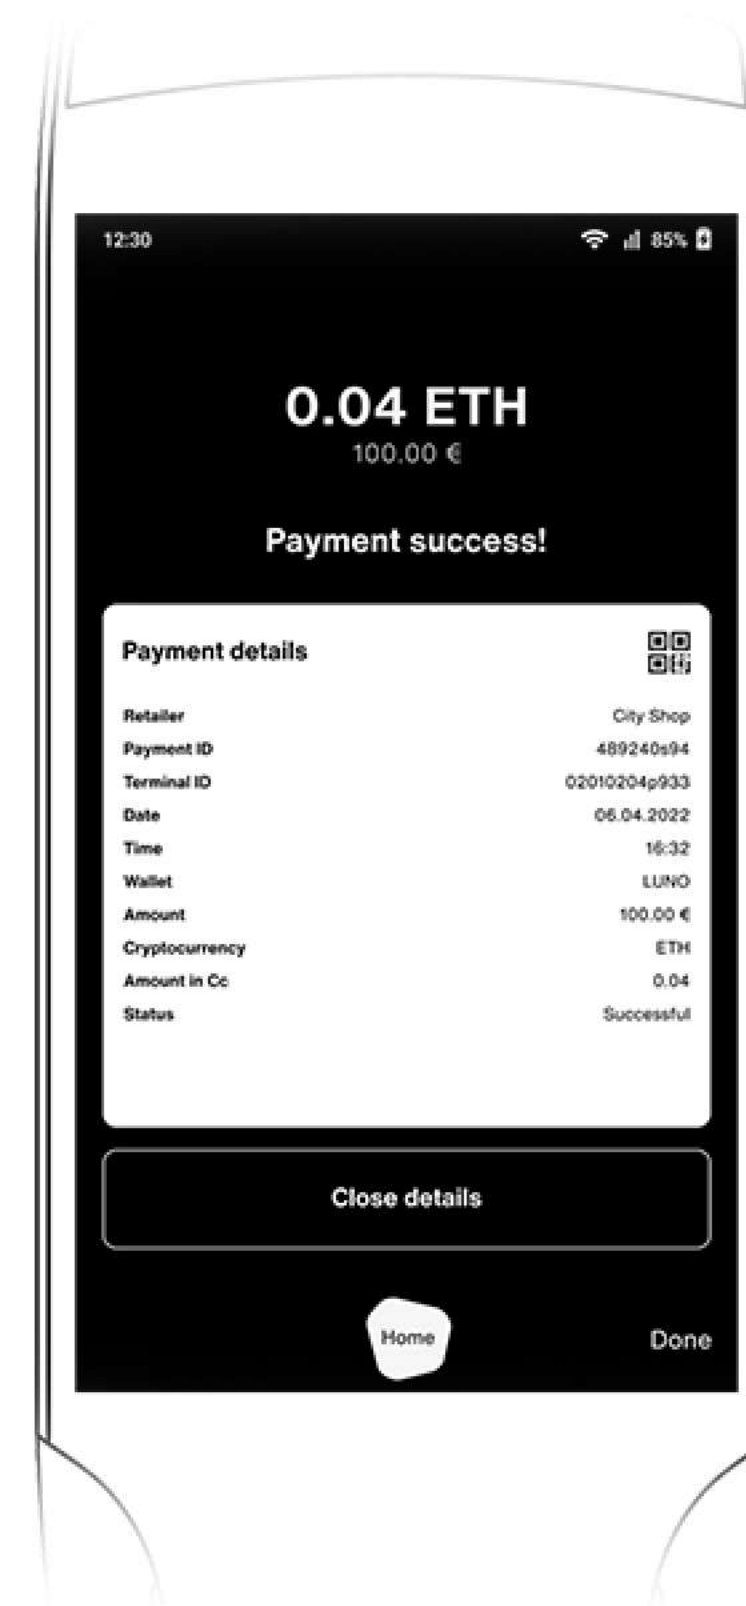 12:30 85%
0.04 ETH
100.00 €
Payment success!
Payment details
Retailer City Shop
Payment ID 489240s94
Terminal ID 02010204p933
Date 06.04.2022
Time 16:32
Wallet LUNO
Amount 100.00 €
Cryptocurrency ETH
Amount in Cc 0.04
Status Successful
Close details
Home Done